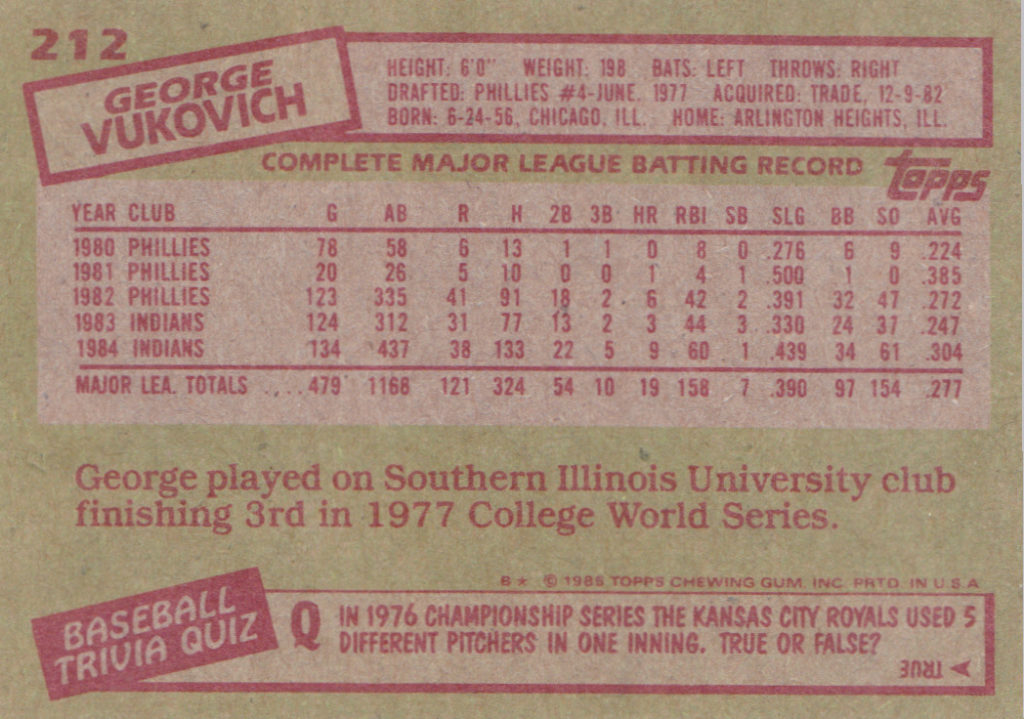 212
GEORGE
VUKOVICH
HEIGHT: 6'0" WEIGHT: 198 BATS: LEFT THROWS: RIGHT
DRAFTED: PHILLIES #4-JUNE, 1977 ACQUIRED: TRADE, 12-9-82
BORN: 6-24-56, CHICAGO, ILL. HOME: ARLINGTON HEIGHTS, ILL.
COMPLETE MAJOR LEAGUE BATTING RECORD
topps
YEAR CLUB G AB R H 2B 3B HR RBI SB SLG BB SO AVG
1980 PHILLIES 78 58 6 13 1 1 0 8 0 .276 6 9 .224
1981 PHILLIES 20 26 5 10 0 0 1 4 1 .500 1 0 .385
1982 PHILLIES 123 335 41 91 18 2 6 42 2 .391 32 47 .272
1983 INDIANS 124 312 31 77 13 2 3 44 3 .330 24 37 .247
1984 INDIANS 134 437 38 133 22 5 9 60 1 .439 34 61 .304
MAJOR LEA. TOTALS ....479 1168 121 324 54 10 19 158 7 .390 97 154 .277
George played on Southern Illinois University club
finishing 3rd in 1977 College World Series.
B★ © 1985 TOPPS CHEWING GUM, INC. PRTD. IN U.S.A.
BASEBALL
TRIVIA QUIZ
Q IN 1976 CHAMPIONSHIP SERIES THE KANSAS CITY ROYALS USED 5
DIFFERENT PITCHERS IN ONE INNING. TRUE OR FALSE?
TRUE